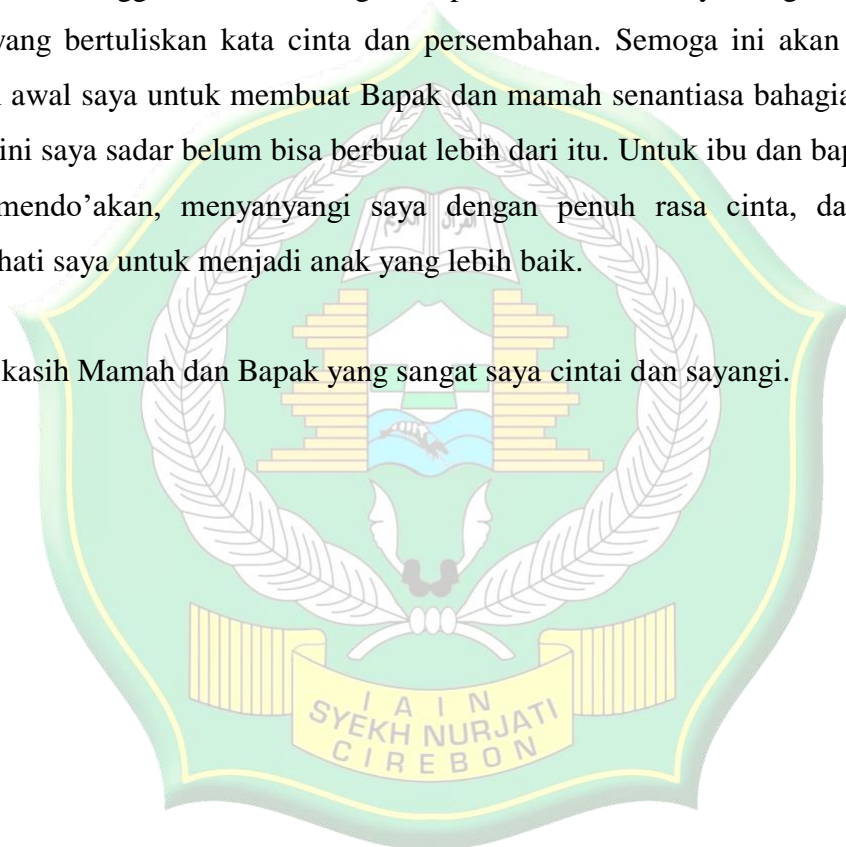 yang bertuliskan kata cinta dan persembahan. Semoga ini akan
awal saya untuk membuat Bapak dan mamah senantiasa bahagia
ini saya sadar belum bisa berbuat lebih dari itu. Untuk ibu dan
mendo’akan, menyanyangi saya dengan penuh rasa cinta,
hati saya untuk menjadi anak yang lebih baik.
kasih Mamah dan Bapak yang sangat saya cintai dan sayangi.
القرآن الكريم
IAIN
SYEKH NURJATI
CIREBON